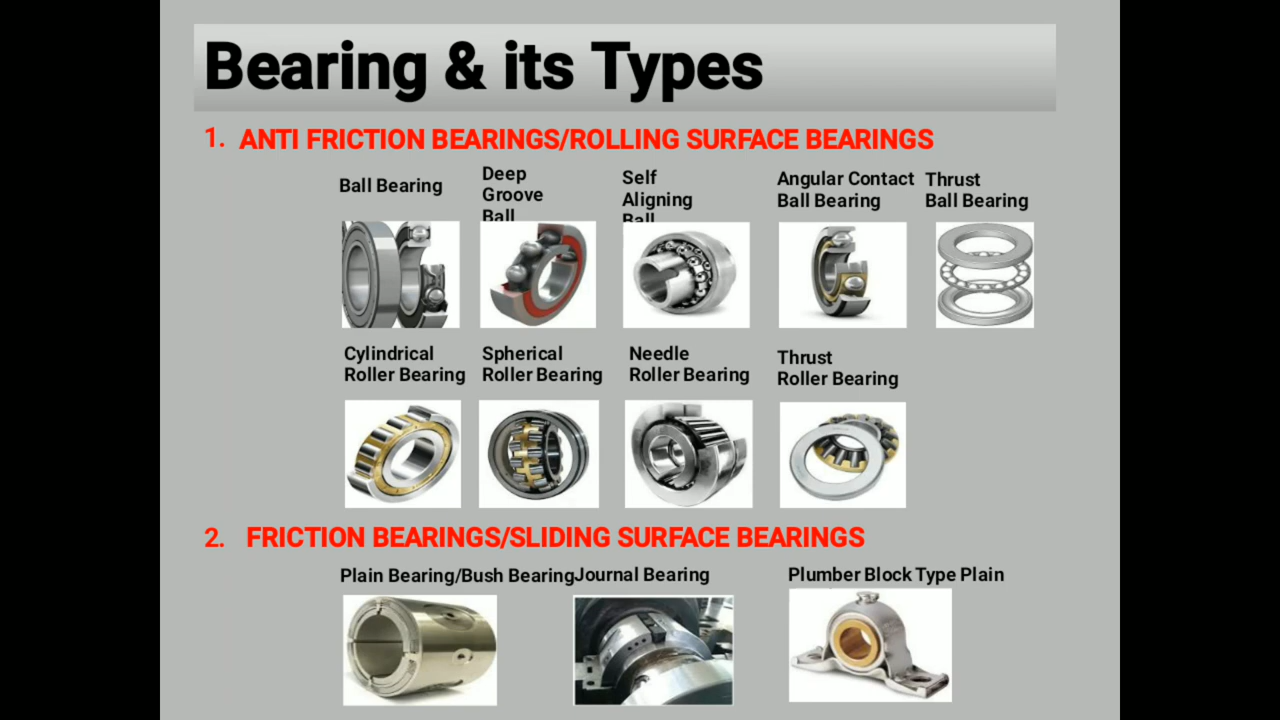 Bearing & its Types
1. ANTI FRICTION BEARINGS/ROLLING SURFACE BEARINGS
Ball Bearing
Deep
Groove
Ball
Self
Aligning
Ball
Angular Contact
Ball Bearing
Thrust
Ball Bearing
Cylindrical
Roller Bearing
Spherical
Roller Bearing
Needle
Roller Bearing
Thrust
Roller Bearing
2. FRICTION BEARINGS/SLIDING SURFACE BEARINGS
Plain Bearing/Bush Bearing
Journal Bearing
Plumber Block Type Plain